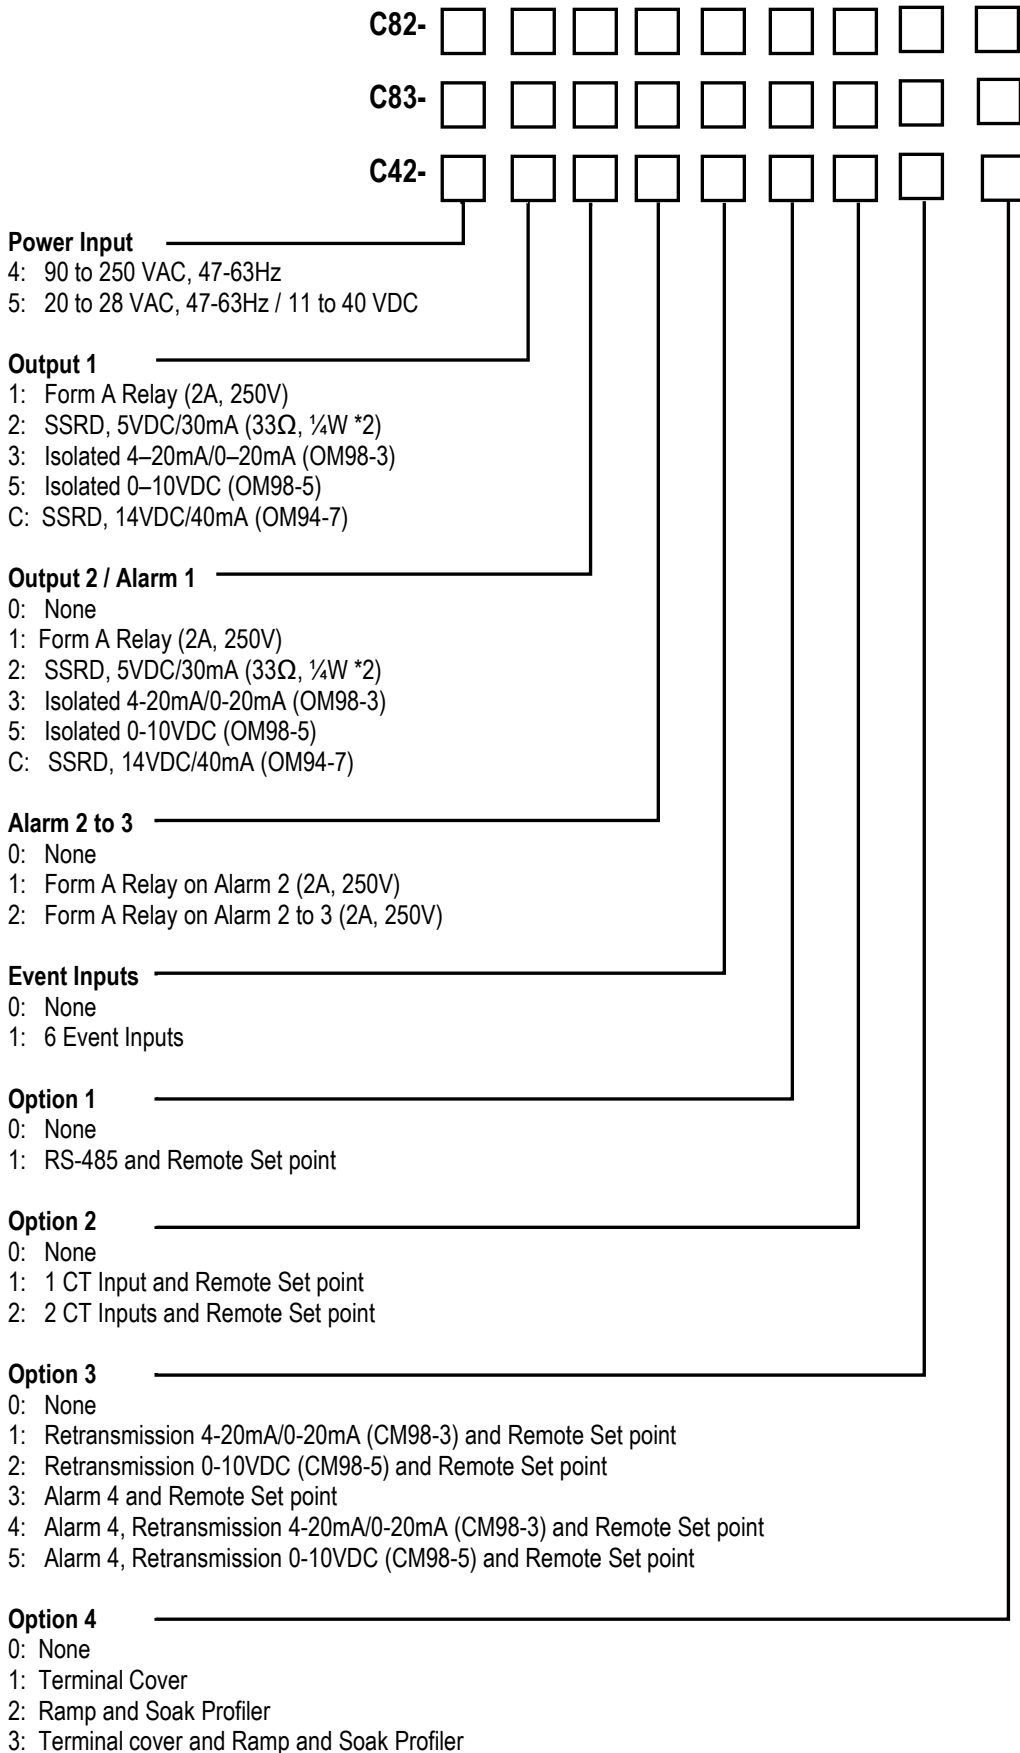 C82-
C83-
C42-
Power Input
4: 90 to 250 VAC, 47-63Hz
5: 20 to 28 VAC, 47-63Hz / 11 to 40 VDC
Output 1
1: Form A Relay (2A, 250V)
2: SSRD, 5VDC/30mA (33Ω, ¼W *2)
3: Isolated 4–20mA/0–20mA (OM98-3)
5: Isolated 0–10VDC (OM98-5)
C: SSRD, 14VDC/40mA (OM94-7)
Output 2 / Alarm 1
0: None
1: Form A Relay (2A, 250V)
2: SSRD, 5VDC/30mA (33Ω, ¼W *2)
3: Isolated 4-20mA/0-20mA (OM98-3)
5: Isolated 0-10VDC (OM98-5)
C: SSRD, 14VDC/40mA (OM94-7)
Alarm 2 to 3
0: None
1: Form A Relay on Alarm 2 (2A, 250V)
2: Form A Relay on Alarm 2 to 3 (2A, 250V)
Event Inputs
0: None
1: 6 Event Inputs
Option 1
0: None
1: RS-485 and Remote Set point
Option 2
0: None
1: 1 CT Input and Remote Set point
2: 2 CT Inputs and Remote Set point
Option 3
0: None
1: Retransmission 4-20mA/0-20mA (CM98-3) and Remote Set point
2: Retransmission 0-10VDC (CM98-5) and Remote Set point
3: Alarm 4 and Remote Set point
4: Alarm 4, Retransmission 4-20mA/0-20mA (CM98-3) and Remote Set point
5: Alarm 4, Retransmission 0-10VDC (CM98-5) and Remote Set point
Option 4
0: None
1: Terminal Cover
2: Ramp and Soak Profiler
3: Terminal cover and Ramp and Soak Profiler